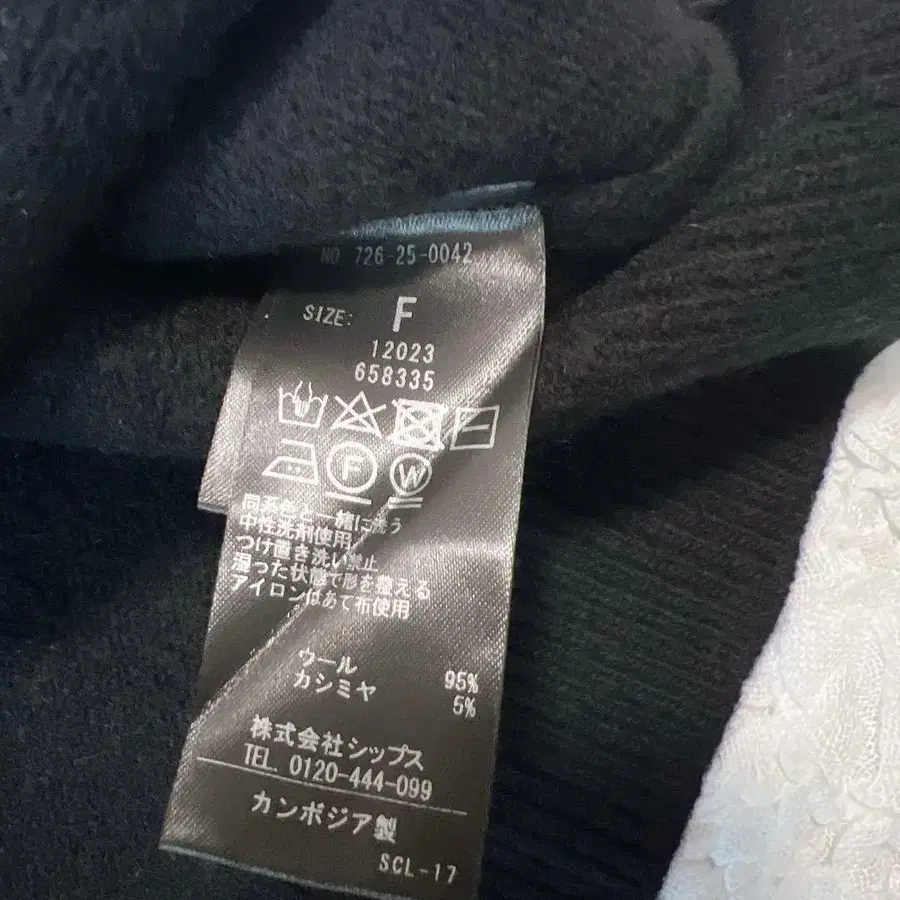 NO 726-25-0042
SIZE: F
12023
658335
F W
同系色と一緒に洗う
中性洗剤使用
つけ置き洗い禁止
湿った状態で形を整える
アイロンはあて布使用
ウール 95%
カシミヤ 5%
株式会社シップス
TEL. 0120-444-099
カンボジア製
SCL-17